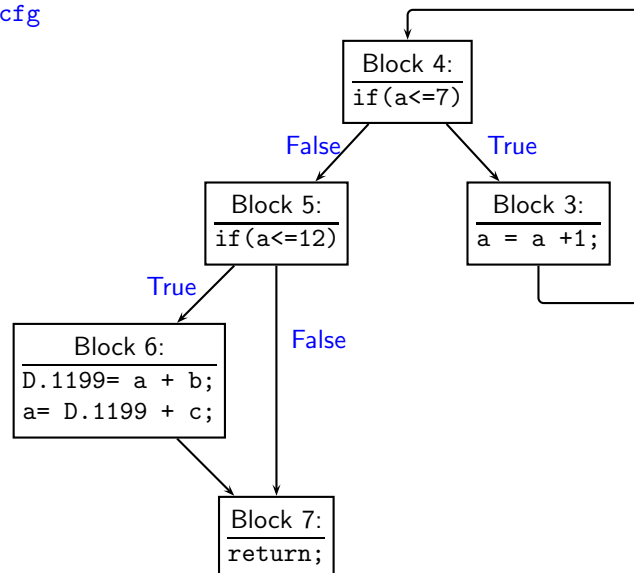 cfg
Block 4:
if(a<=7)
False
True
Block 5:
if(a<=12)
Block 3:
a = a +1;
True
False
Block 6:
D.1199= a + b;
a= D.1199 + c;
Block 7:
return;